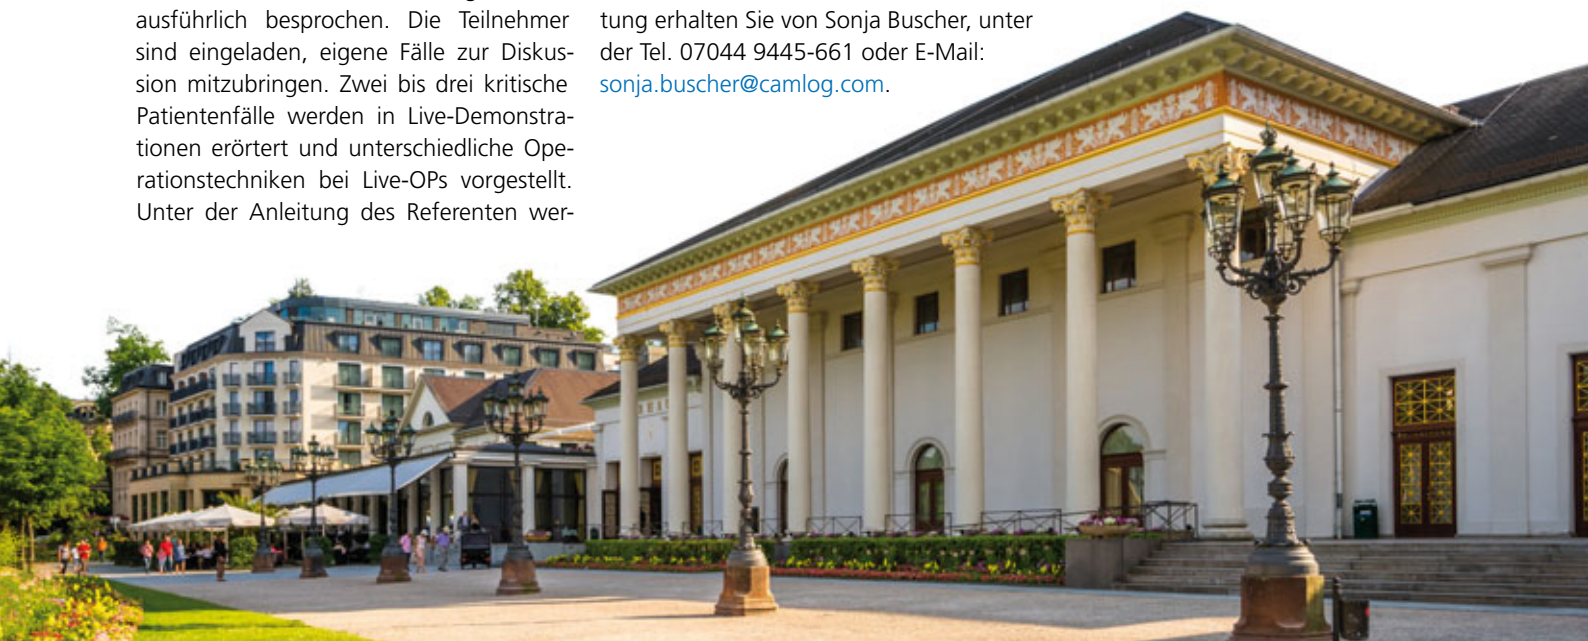 ausführlich besprochen. Die Teilnehmer
sind eingeladen, eigene Fälle zur Diskus-
sion mitzubringen. Zwei bis drei kritische
Patientenfälle werden in Live-Demonstra-
tionen erörtert und unterschiedliche Ope-
rationstechniken bei Live-OPs vorgestellt.
Unter der Anleitung des Referenten wer-
tung erhalten Sie von Sonja Buscher, unter
der Tel. 07044 9445-661 oder E-Mail:
sonja.buscher@camlog.com.